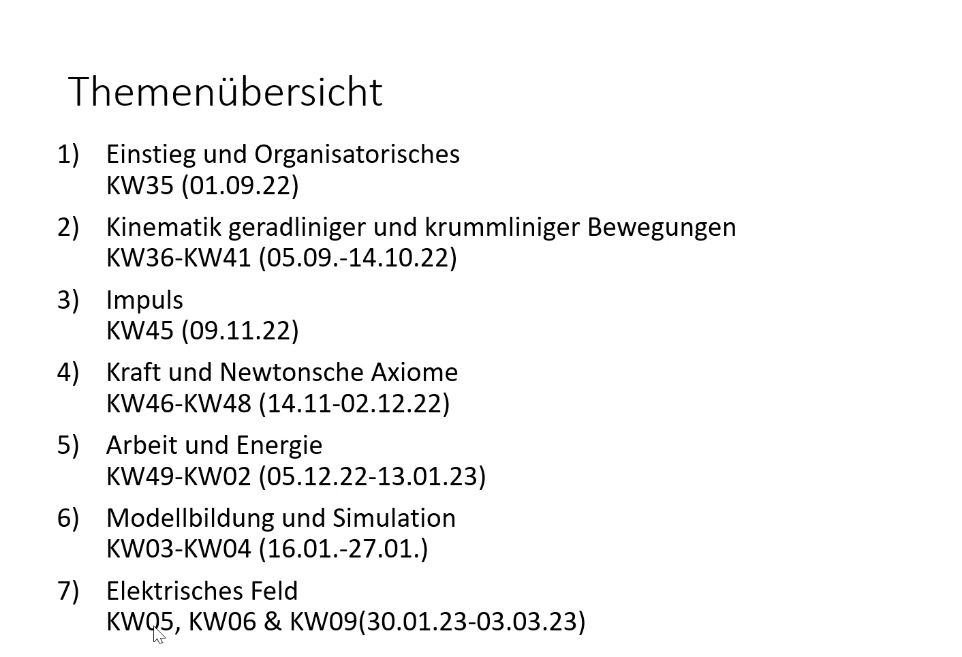 Themenübersicht
1) Einstieg und Organisatorisches
KW35 (01.09.22)
2) Kinematik geradliniger und krummliniger Bewegungen
KW36-KW41 (05.09.-14.10.22)
3) Impuls
KW45 (09.11.22)
4) Kraft und Newtonsche Axiome
KW46-KW48 (14.11-02.12.22)
5) Arbeit und Energie
KW49-KW02 (05.12.22-13.01.23)
6) Modellbildung und Simulation
KW03-KW04 (16.01.-27.01.)
7) Elektrisches Feld
KW05, KW06 & KW09(30.01.23-03.03.23)